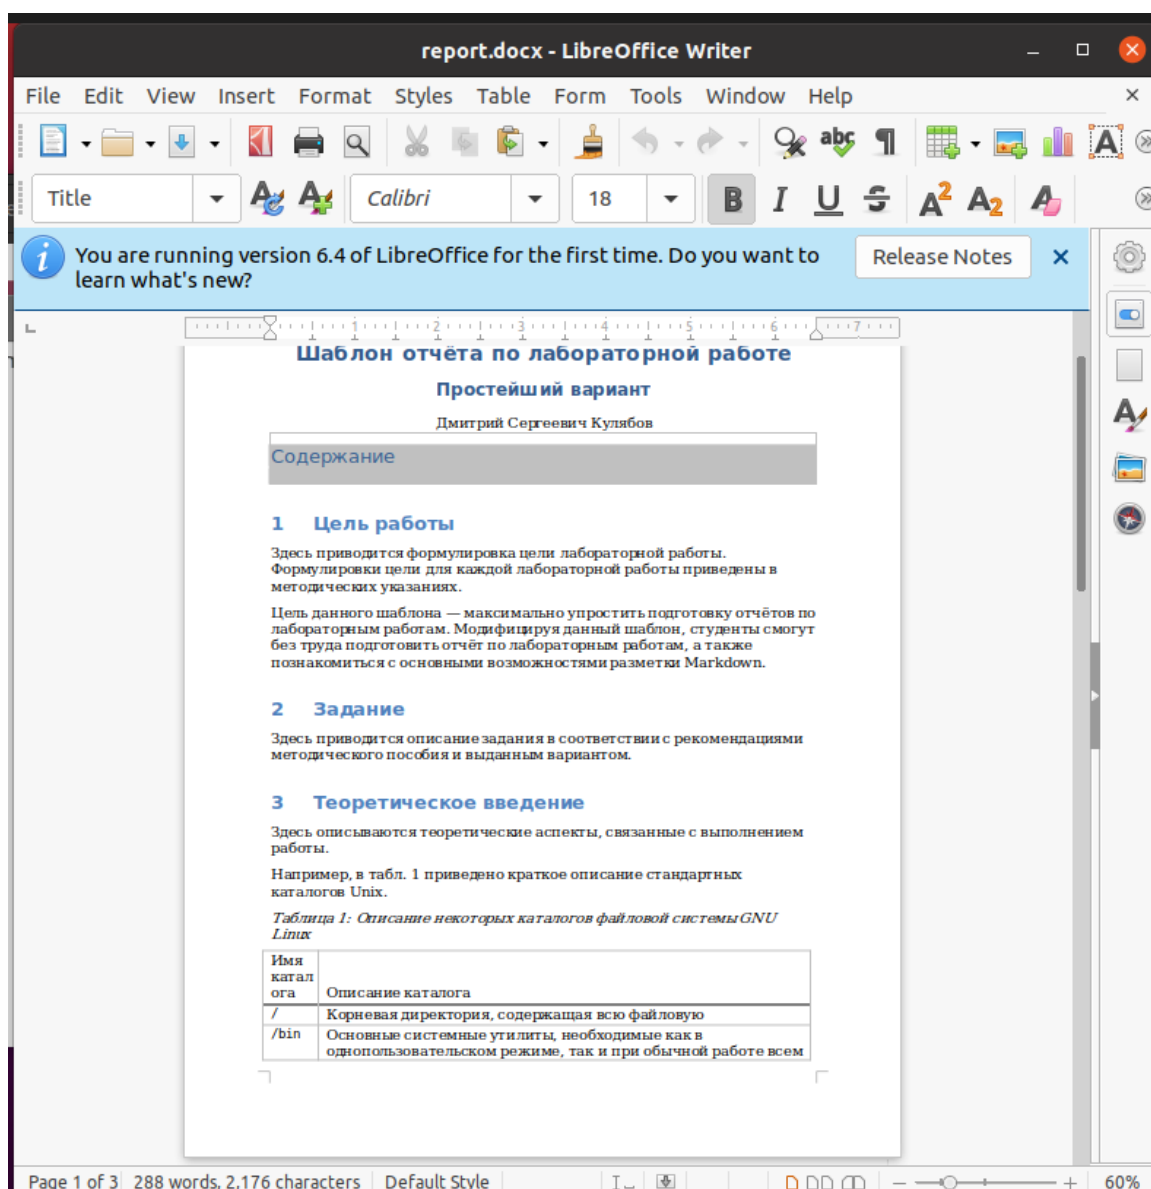 report.docx - LibreOffice Writer
File Edit View Insert Format Styles Table Form Tools Window Help
Title Calibri 18
You are running version 6.4 of LibreOffice for the first time. Do you want to
learn what's new?
Release Notes
1 2 3 4 5 6 7
Шаблон отчёта по лабораторной работе
Простейший вариант
Дмитрий Сергеевич Кулябов
Содержание
1 Цель работы
Здесь приводится формулировка цели лабораторной работы.
Формулировки цели для каждой лабораторной работы приведены в
методических указаниях.
Цель данного шаблона — максимально упростить подготовку отчётов по
лабораторным работам. Модифицируя данный шаблон, студенты смогут
без труда подготовить отчёт по лабораторным работам, а также
познакомиться с основными возможностями разметки Markdown.
2 Задание
Здесь приводится описание задания в соответствии с рекомендациями
методического пособия и выданным вариантом.
3 Теоретическое введение
Здесь описываются теоретические аспекты, связанные с выполнением
работы.
Например, в табл. 1 приведено краткое описание стандартных
каталогов Unix.
Таблица 1: Описание некоторых каталогов файловой системы GNU
Linux
Имя
катал
ога Описание каталога
/ Корневая директория, содержащая всю файловую
/bin Основные системные утилиты, необходимые как в
однопользовательском режиме, так и при обычной работе всем
Page 1 of 3 288 words, 2,176 characters Default Style 60%